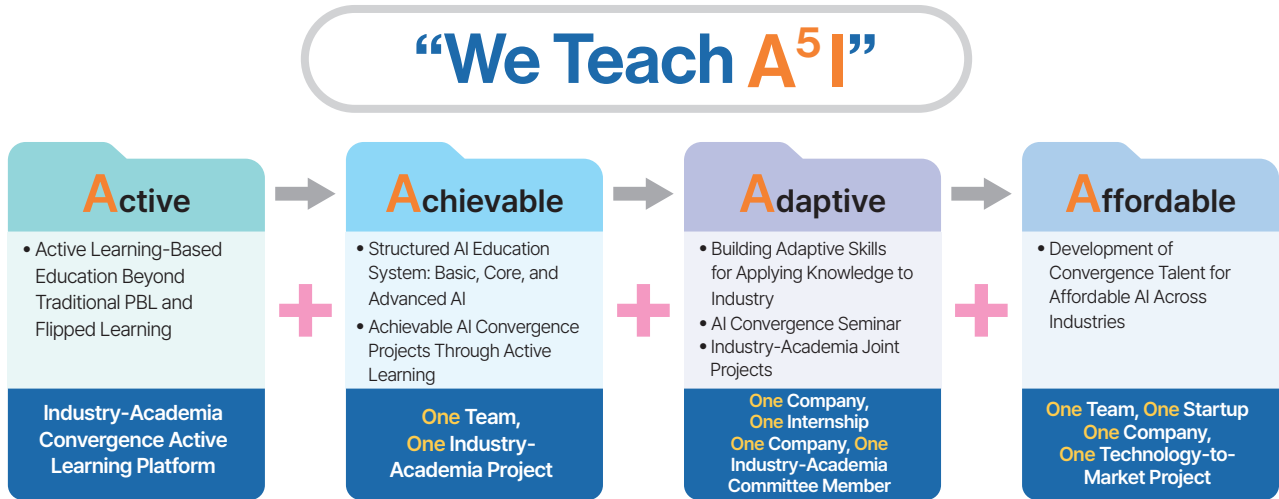 “We Teach A⁵I”
Active
• Active Learning-Based
Education Beyond
Traditional PBL and
Flipped Learning
Industry-Academia
Convergence Active
Learning Platform
Achievable
• Structured AI Education
System: Basic, Core, and
Advanced AI
• Achievable AI Convergence
Projects Through Active
Learning
One Team,
One Industry-
Academia Project
Adaptive
• Building Adaptive Skills
for Applying Knowledge to
Industry
• AI Convergence Seminar
• Industry-Academia Joint
Projects
One Company,
One Internship
One Company, One
Industry-Academia
Committee Member
Affordable
• Development of
Convergence Talent for
Affordable AI Across
Industries
One Team, One Startup
One Company,
One Technology-to-
Market Project